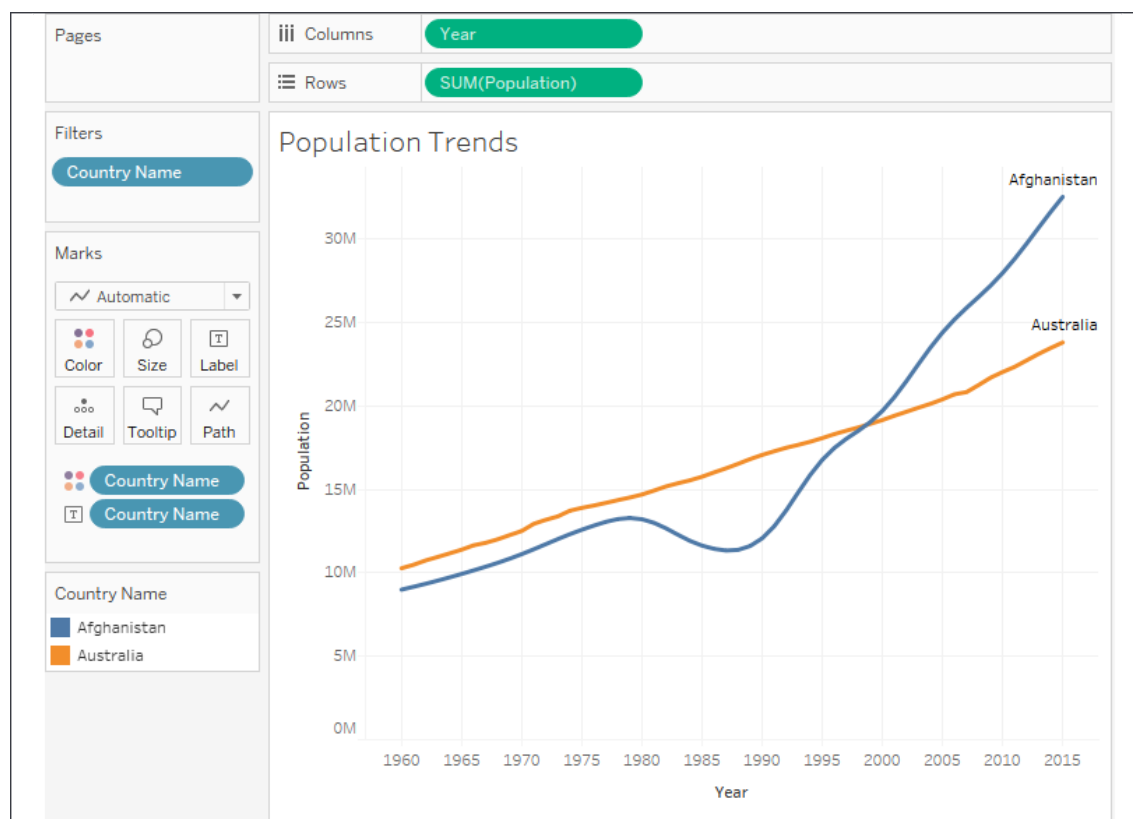 Pages
Columns
Year
Rows
SUM(Population)
Filters
Country Name
Marks
Automatic
Color
Size
T
Label
Detail
Tooltip
Path
Country Name
T
Country Name
Country Name
Afghanistan
Australia
Population Trends
Afghanistan
Australia
30M
25M
20M
15M
10M
5M
0M
Population
1960 1965 1970 1975 1980 1985 1990 1995 2000 2005 2010 2015
Year